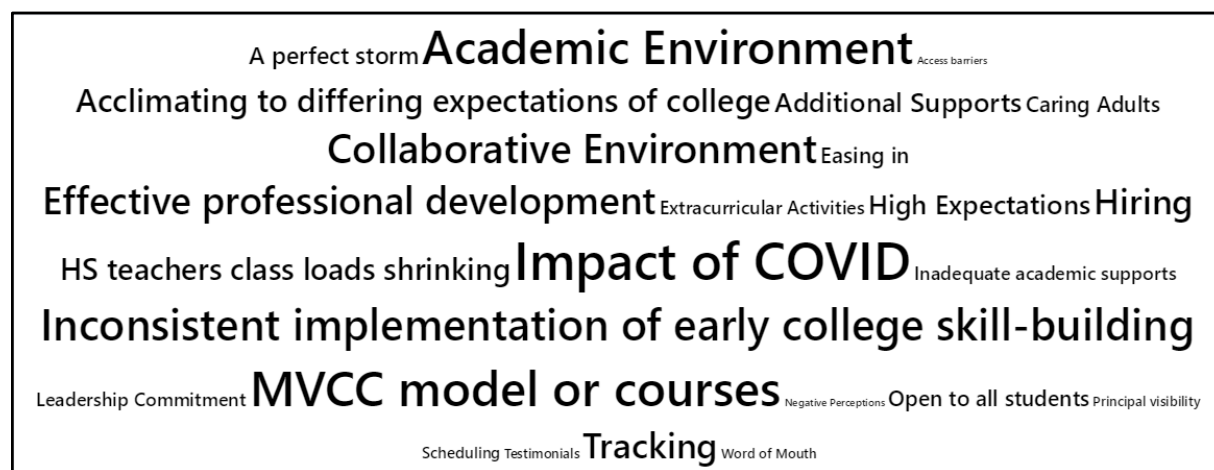 A perfect storm Academic Environment Access barriers
Acclimating to differing expectations of college Additional Supports Caring Adults
Collaborative Environment Easing in
Effective professional development Extracurricular Activities High Expectations Hiring
HS teachers class loads shrinking Impact of COVID Inadequate academic supports
Inconsistent implementation of early college skill-building
Leadership Commitment MVCC model or courses Negative Perceptions Open to all students Principal visibility
Scheduling Testimonials Tracking Word of Mouth